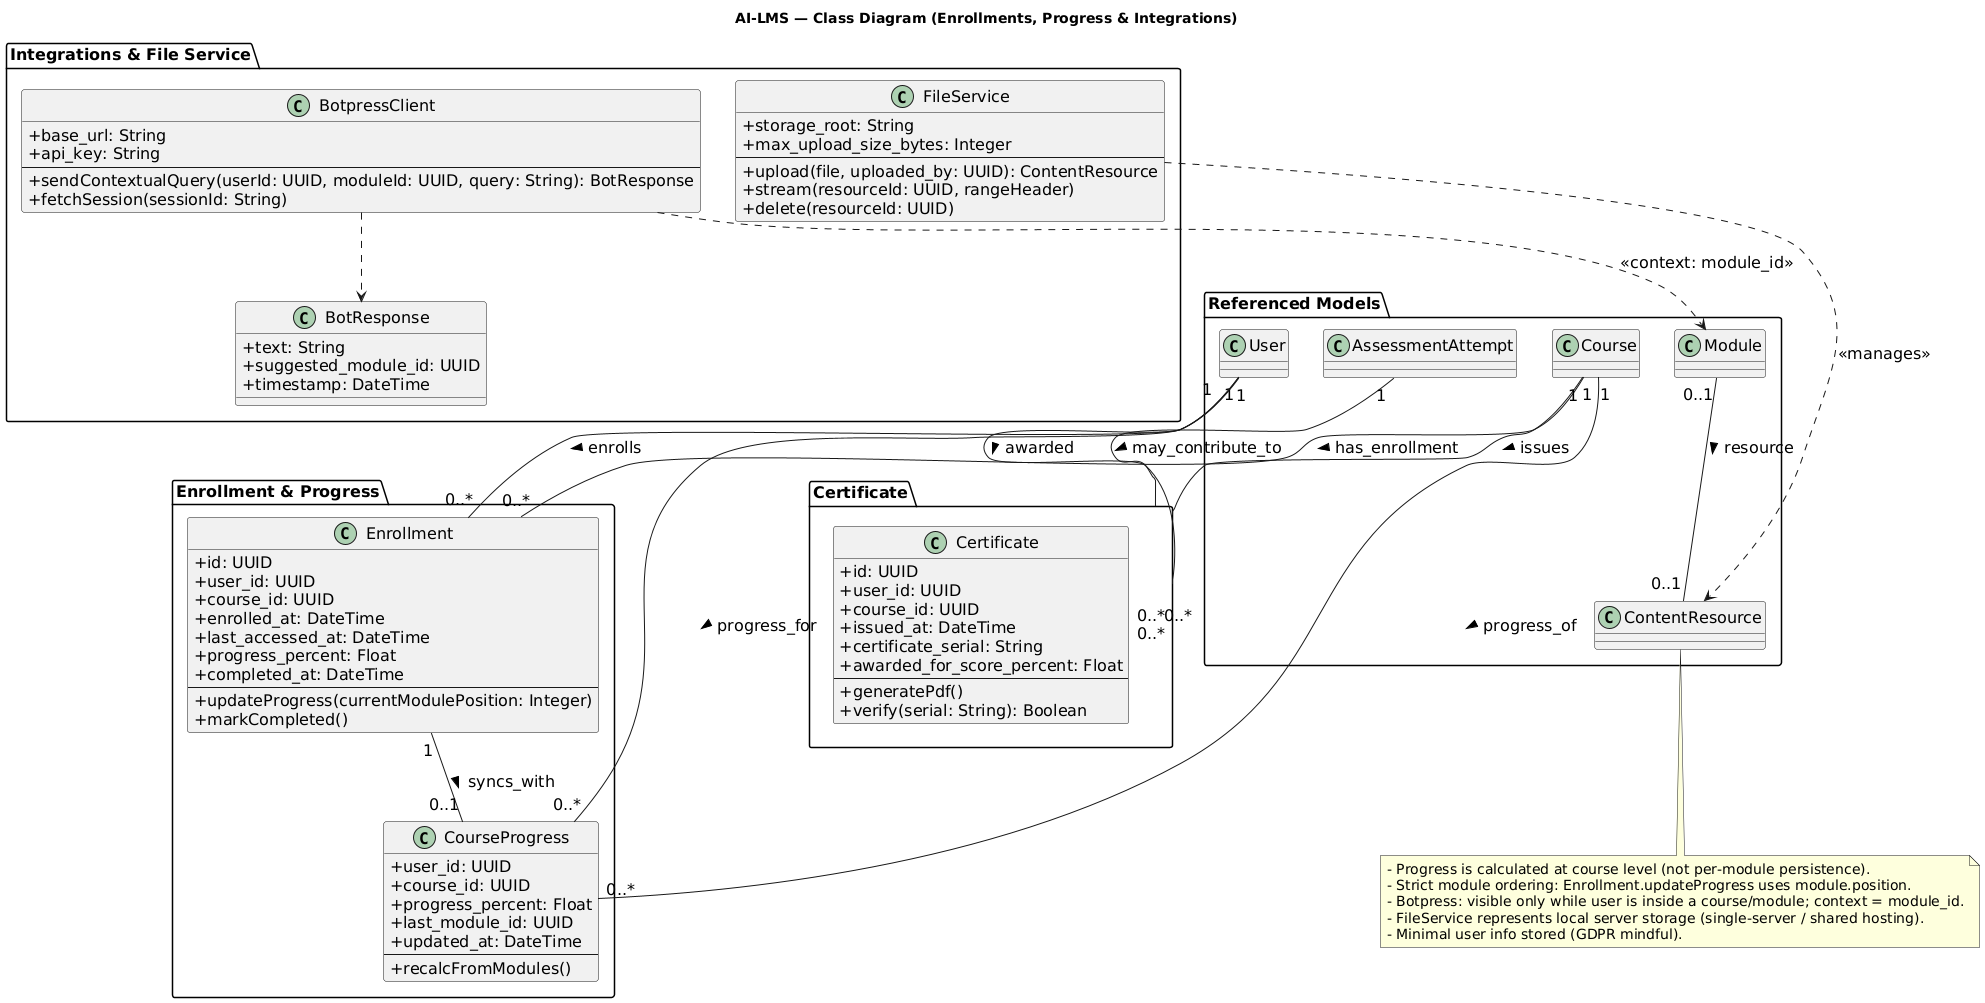 AI-LMS — Class Diagram (Enrollments, Progress & Integrations)
Integrations & File Service
C BotpressClient
+base_url: String
+api_key: String
+sendContextualQuery(userId: UUID, moduleId: UUID, query: String): BotResponse
+fetchSession(sessionId: String)
C FileService
+storage_root: String
+max_upload_size_bytes: Integer
+upload(file, uploaded_by: UUID): ContentResource
+stream(resourceId: UUID, rangeHeader)
+delete(resourceId: UUID)
C BotResponse
+text: String
+suggested_module_id: UUID
+timestamp: DateTime
«context: module_id»
«manages»
Referenced Models
C User
C AssessmentAttempt
C Course
C Module
1
1
1
1
1
1
1
0..1
enrolls
awarded
may_contribute_to
has_enrollment
issues
resource
0..1
C ContentResource
Enrollment & Progress
0..*
0..*
C Enrollment
+id: UUID
+user_id: UUID
+course_id: UUID
+enrolled_at: DateTime
+last_accessed_at: DateTime
+progress_percent: Float
+completed_at: DateTime
+updateProgress(currentModulePosition: Integer)
+markCompleted()
1
syncs_with
0..1
0..*
progress_for
progress_of
C CourseProgress
+user_id: UUID
+course_id: UUID
+progress_percent: Float
+last_module_id: UUID
+updated_at: DateTime
+recalcFromModules()
0..*
Certificate
C Certificate
+id: UUID
+user_id: UUID
+course_id: UUID
+issued_at: DateTime
+certificate_serial: String
+awarded_for_score_percent: Float
+generatePdf()
+verify(serial: String): Boolean
0..*
0..*
0..*
- Progress is calculated at course level (not per-module persistence).
- Strict module ordering: Enrollment.updateProgress uses module.position.
- Botpress: visible only while user is inside a course/module; context = module_id.
- FileService represents local server storage (single-server / shared hosting).
- Minimal user info stored (GDPR mindful).